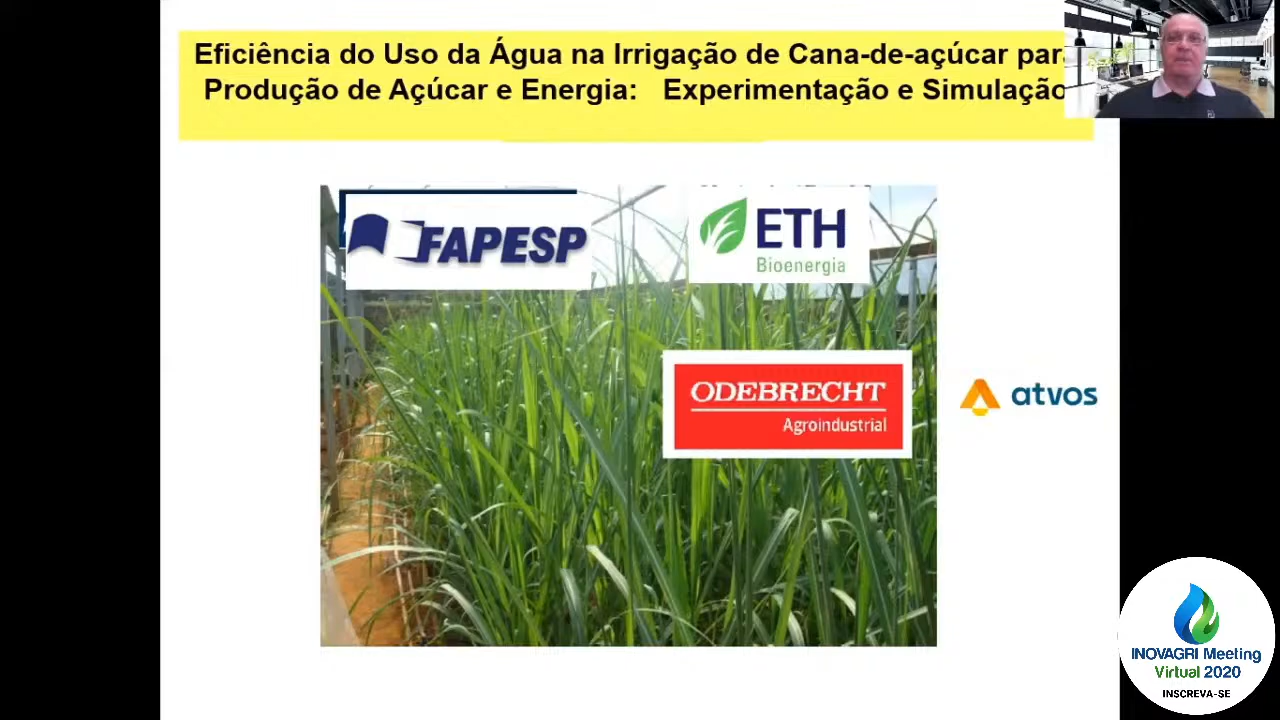 Eficiência do Uso da Água na Irrigação de Cana-de-açúcar para
Produção de Açúcar e Energia: Experimentação e Simulação
FAPESP
ETH
Bioenergia
ODEBRECHT
Agroindustrial
atvos
INOVAGRI Meeting
Virtual 2020
INSCREVA-SE